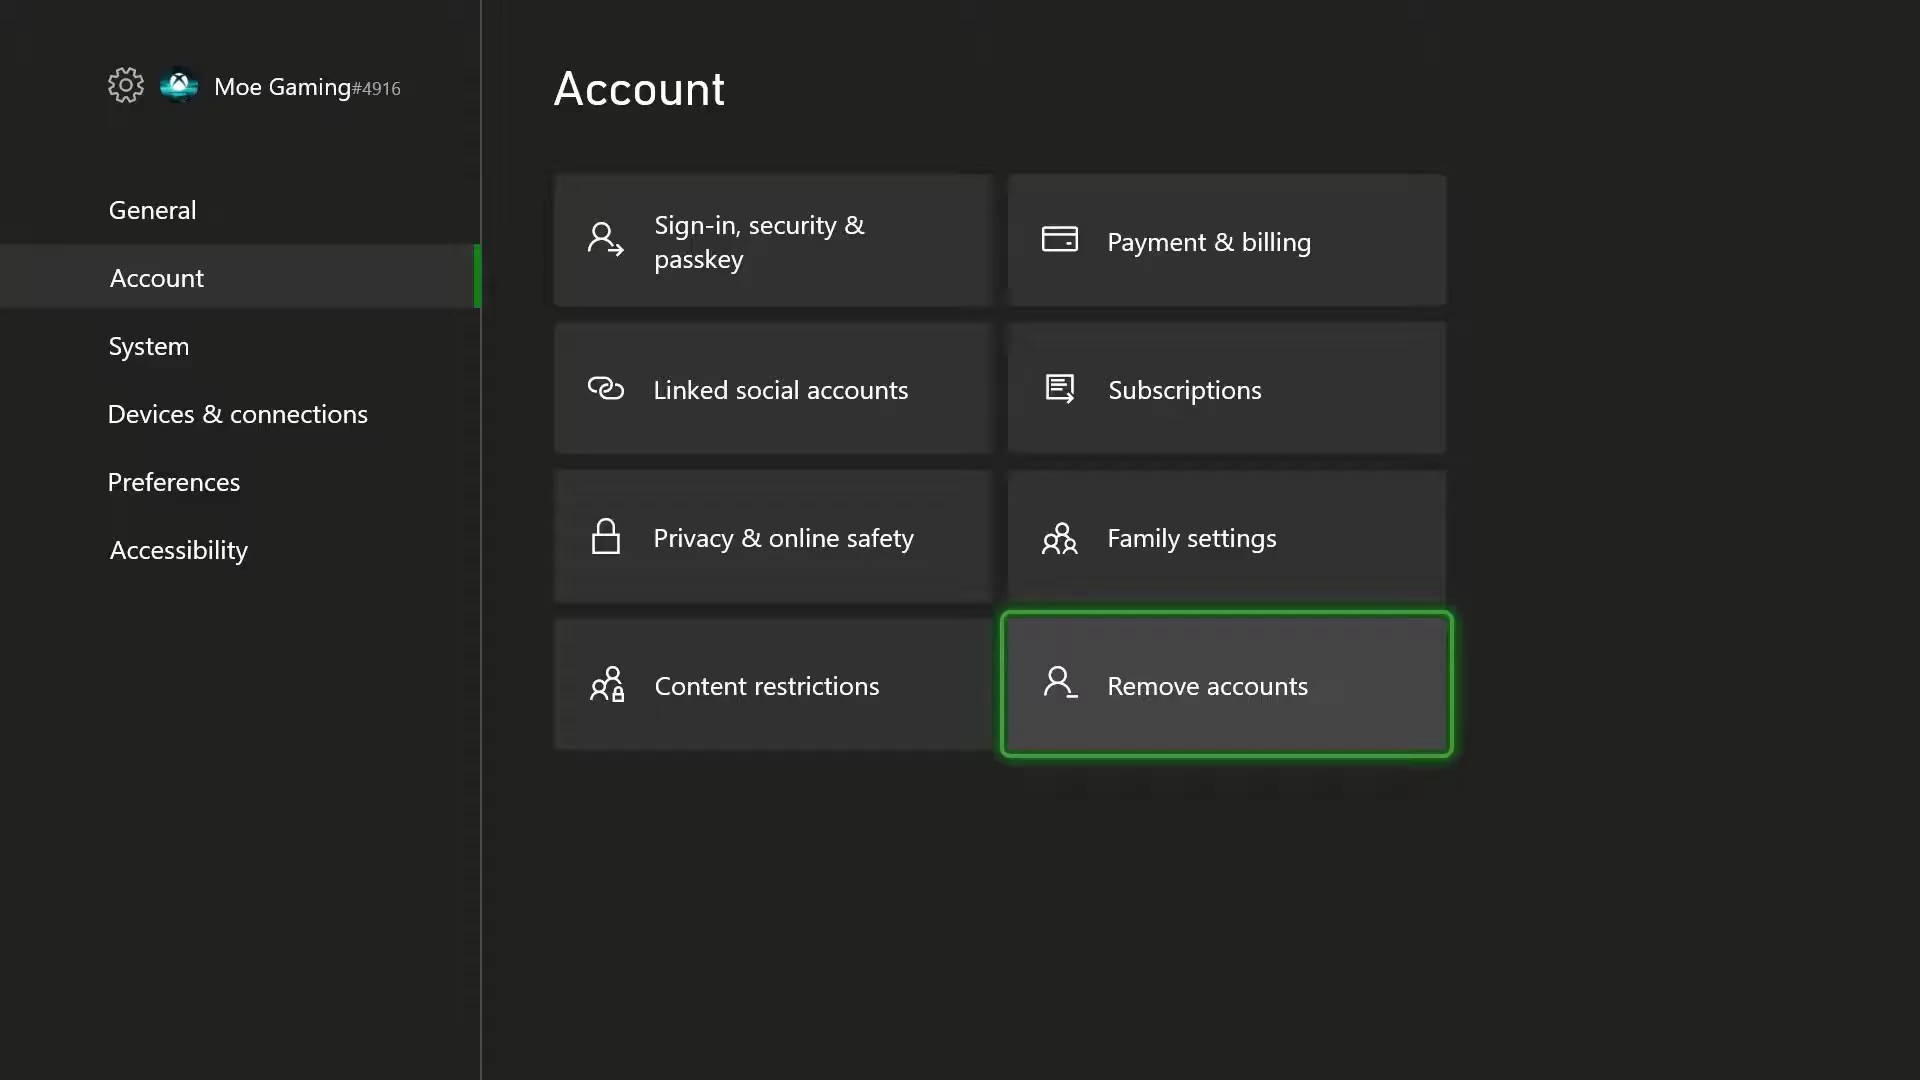 Moe Gaming#4916
General
Account
System
Devices & connections
Preferences
Accessibility
Account
Sign-in, security &
passkey
Payment & billing
Linked social accounts
Subscriptions
Privacy & online safety
Family settings
Content restrictions
Remove accounts